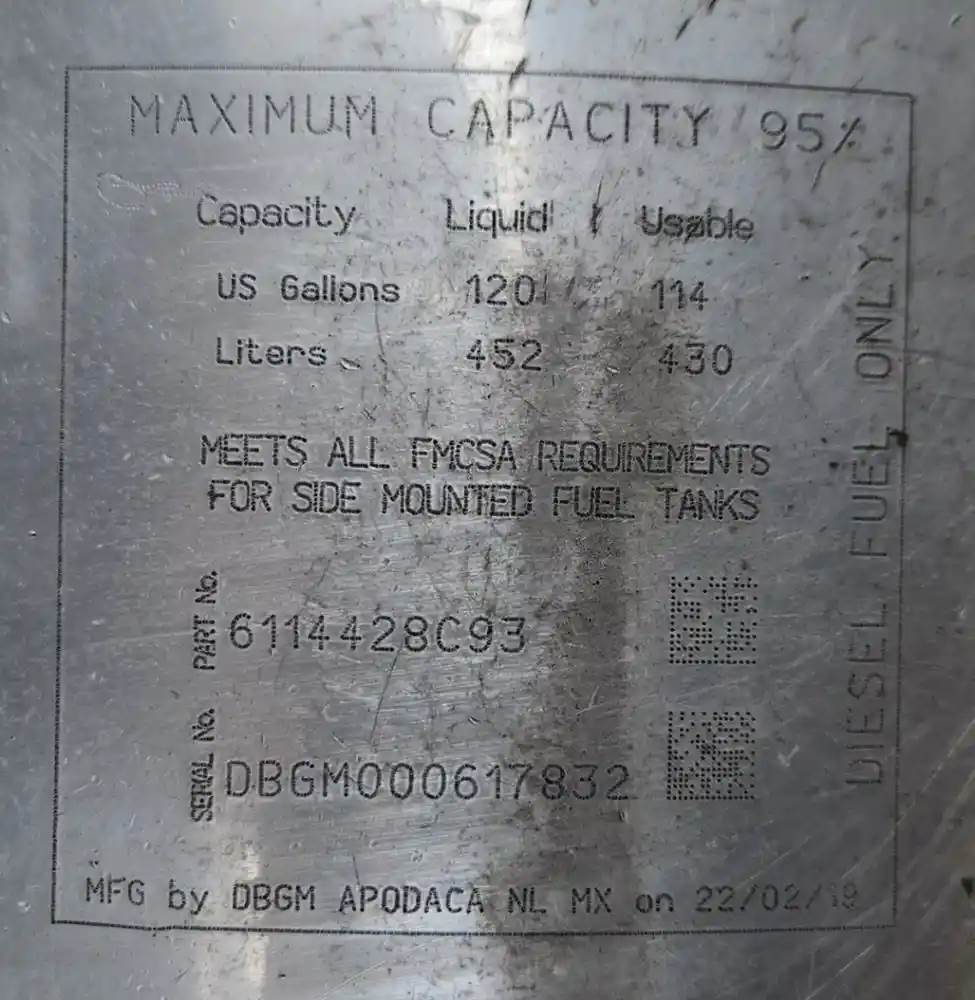 MAXIMUM CAPACITY 95%
Capacity Liquid / Usable
US Gallons 120 / 114
Liters 452 430
MEETS ALL FMCSA REQUIREMENTS
FOR SIDE MOUNTED FUEL TANKS
PART No. 6114428C93
SERIAL No. DBGM000617832
MFG by DBGM APODACA NL MX on 22/02/19
DIESEL FUEL ONLY